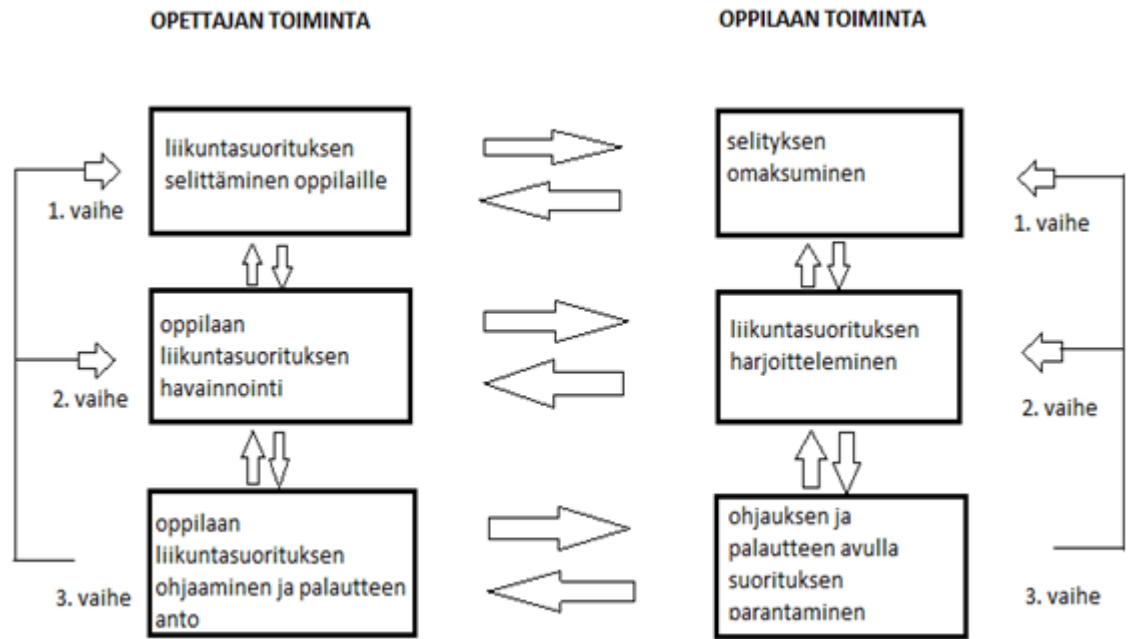 OPETTAJAN TOIMINTA
OPPILAAN TOIMINTA
liikuntasuorituksen
selittäminen oppilaille
1. vaihe
selityksen
omaksuminen
1. vaihe
oppilaan
liikuntasuorituksen
havainnointi
2. vaihe
liikuntasuorituksen
harjoitteleminen
2. vaihe
oppilaan
liikuntasuorituksen
ohjaaminen ja palautteen
anto
3. vaihe
ohjauksen ja
palautteen avulla
suorituksen
parantaminen
3. vaihe